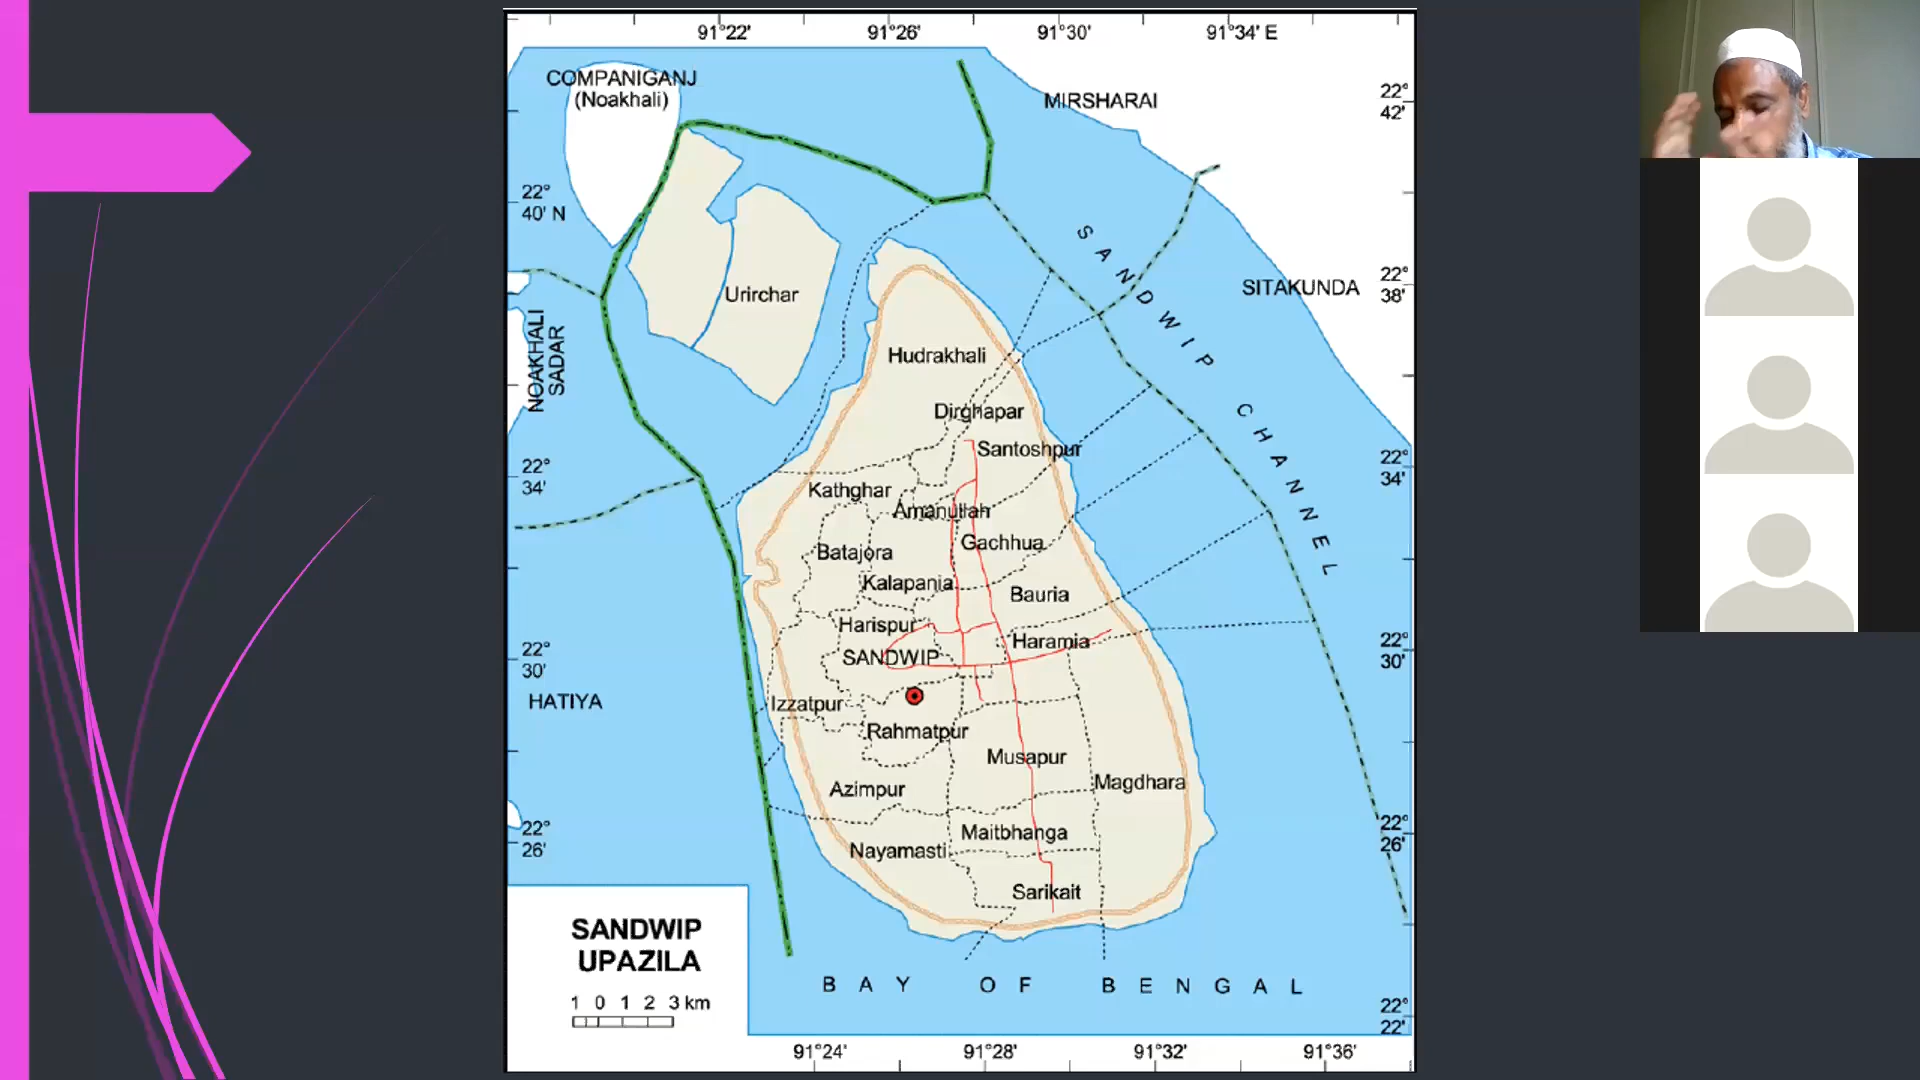 91°22'
91°26'
91°30'
91°34' E
COMPANIGANJ
(Noakhali)
MIRSHARAI
22°
42'
22°
40' N
SANDWIP CHANNEL
SITAKUNDA
22°
38'
Urirchar
NOAKHALI
SADAR
Hudrakhali
Dirghapar
Santoshpur
22°
34'
22°
34'
Kathghar
Amanullah
Gachhua
Batajora
Kalapania
Bauria
Harispur
Haramia
SANDWIP
22°
30'
22°
30'
HATIYA
Izzatpur
Rahmatpur
Musapur
Magdhara
Azimpur
22°
26'
22°
26'
Maitbhanga
Nayamasti
Sarikait
SANDWIP
UPAZILA
1 0 1 2 3 km
BAY OF BENGAL
22°
22'
91°24'
91°28'
91°32'
91°36'